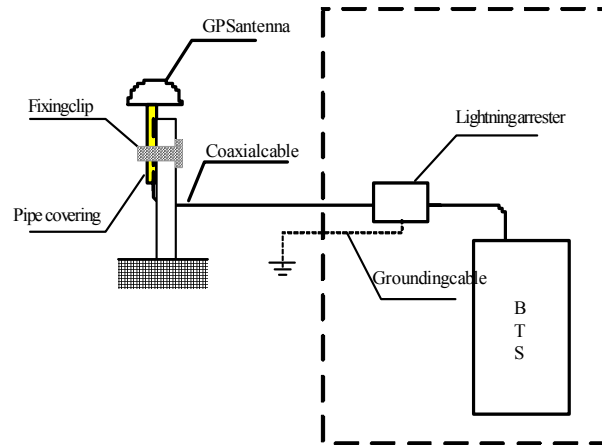 GPSantenna
Fixingclip
Lightningarrester
Coaxialcable
Pipe covering
Groundingcable
B
T
S